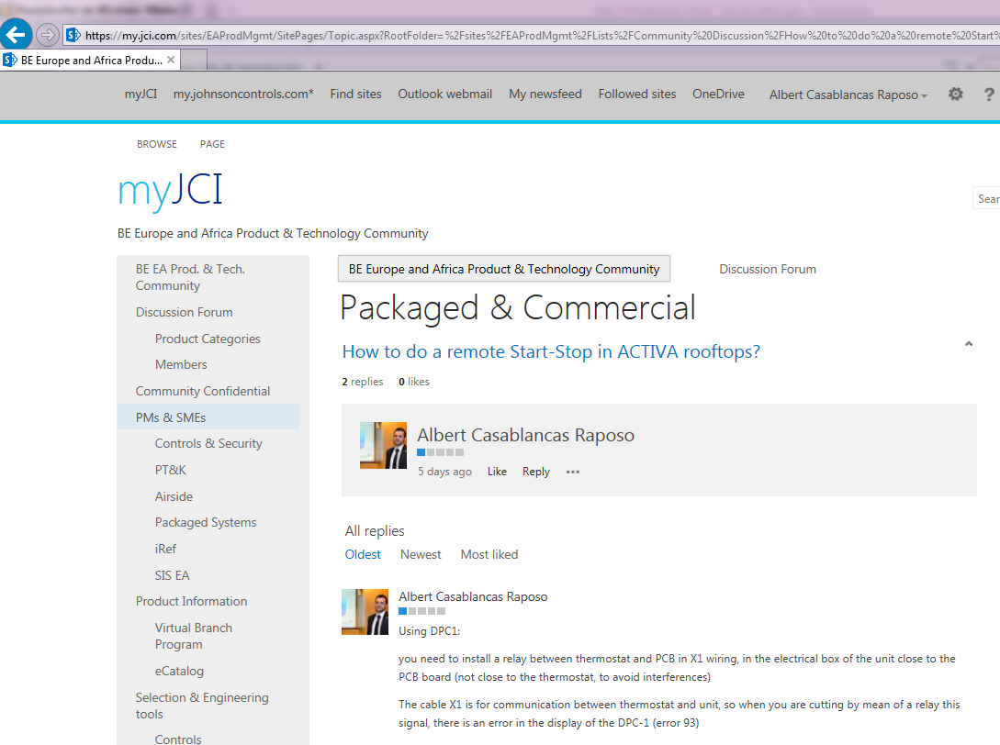 https://my.jci.com/sites/EAProdMgmt/SitePages/Topic.aspx?RootFolder=%2Fsites%2FEAProdMgmt%2FLists%2FCommunity%20Discussion%2FHow%20to%20do%20a%20remote%20Start%
BE Europe and Africa Produ...
myJCI my.johnsoncontrols.com* Find sites Outlook webmail My newsfeed Followed sites OneDrive Albert Casablancas Raposo ?
BROWSE PAGE
myJCI
Sear
BE Europe and Africa Product & Technology Community
BE EA Prod. & Tech.
Community
Discussion Forum
Product Categories
Members
Community Confidential
PMs & SMEs
Controls & Security
PT&K
Airside
Packaged Systems
iRef
SIS EA
Product Information
Virtual Branch
Program
eCatalog
Selection & Engineering
tools
Controls
BE Europe and Africa Product & Technology Community Discussion Forum
Packaged & Commercial
How to do a remote Start-Stop in ACTIVA rooftops?
2 replies 0 likes
Albert Casablancas Raposo
5 days ago Like Reply ...
All replies
Oldest Newest Most liked
Albert Casablancas Raposo
Using DPC1:
you need to install a relay between thermostat and PCB in X1 wiring, in the electrical box of the unit close to the
PCB board (not close to the thermostat, to avoid interferences)
The cable X1 is for communication between thermostat and unit, so when you are cutting by mean of a relay this
signal, there is an error in the display of the DPC-1 (error 93)